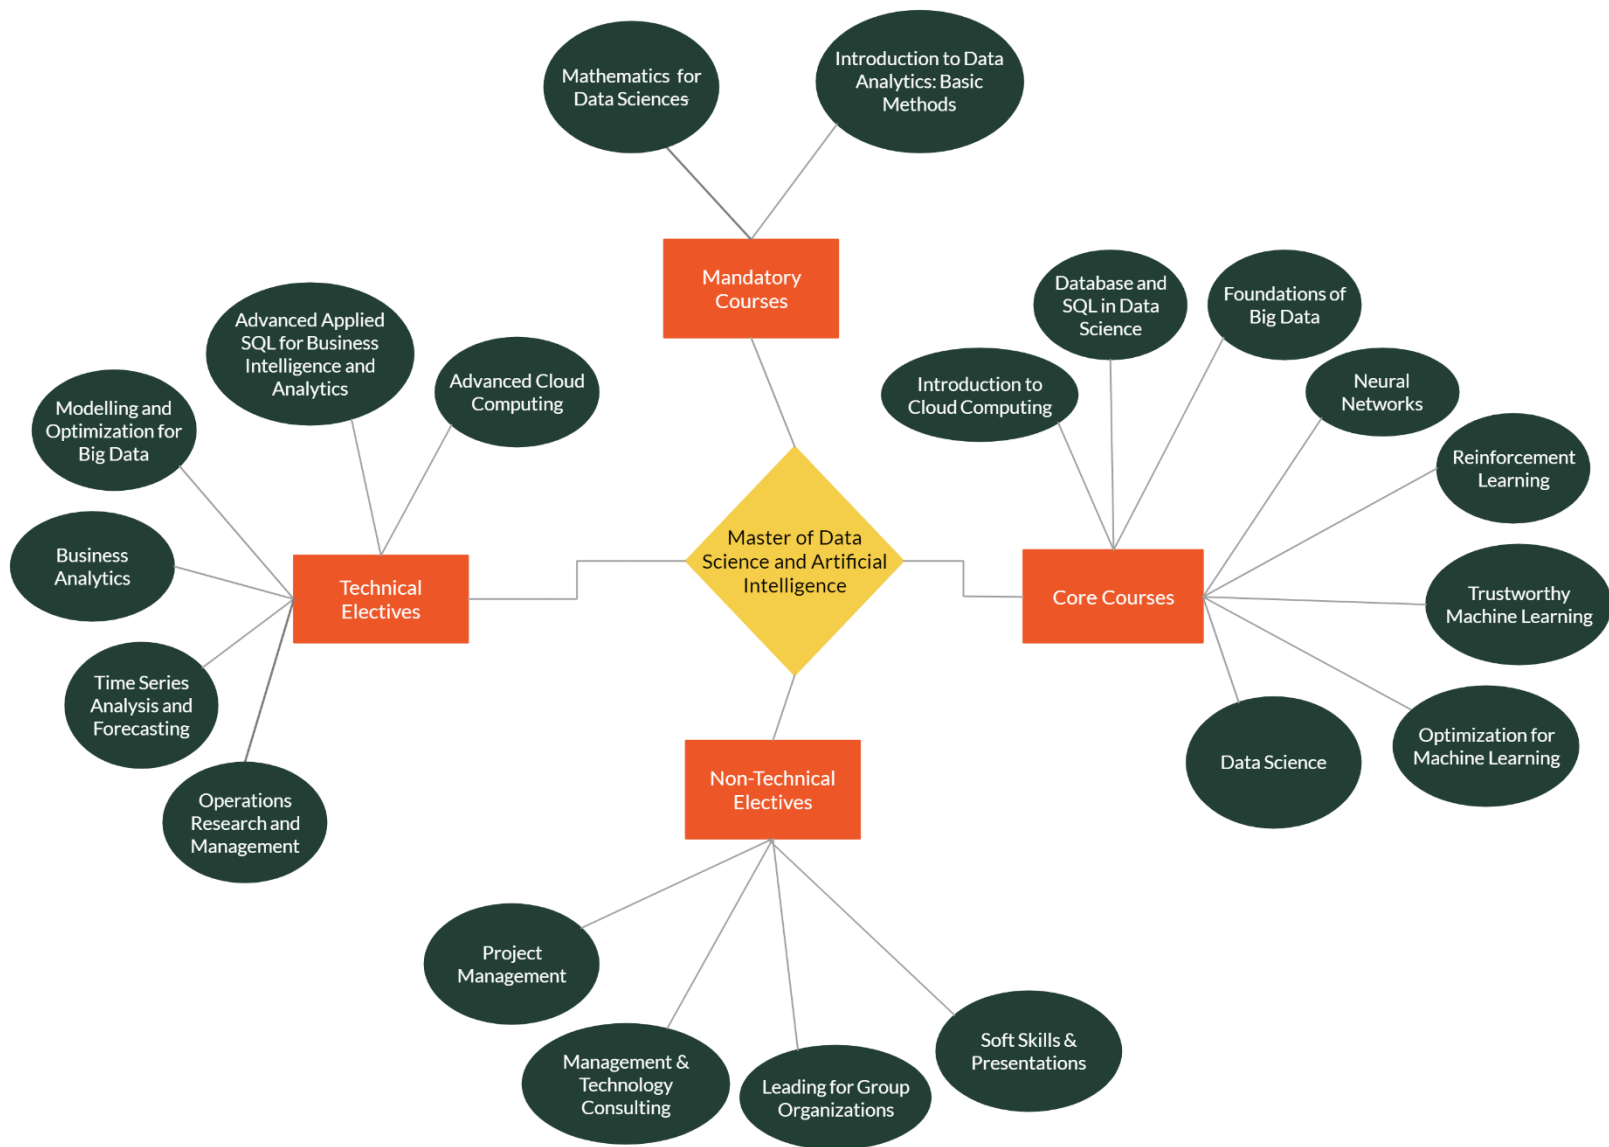 Mathematics for
Data Sciences
Introduction to Data
Analytics: Basic
Methods
Mandatory
Courses
Database and
SQL in Data
Science
Foundations of
Big Data
Introduction to
Cloud Computing
Neural
Networks
Reinforcement
Learning
Trustworthy
Machine Learning
Optimization for
Machine Learning
Data Science
Core Courses
Master of Data
Science and Artificial
Intelligence
Advanced Applied
SQL for Business
Intelligence and
Analytics
Advanced Cloud
Computing
Modelling and
Optimization for
Big Data
Business
Analytics
Time Series
Analysis and
Forecasting
Operations
Research and
Management
Technical
Electives
Non-Technical
Electives
Project
Management
Management &
Technology
Consulting
Leading for Group
Organizations
Soft Skills &
Presentations